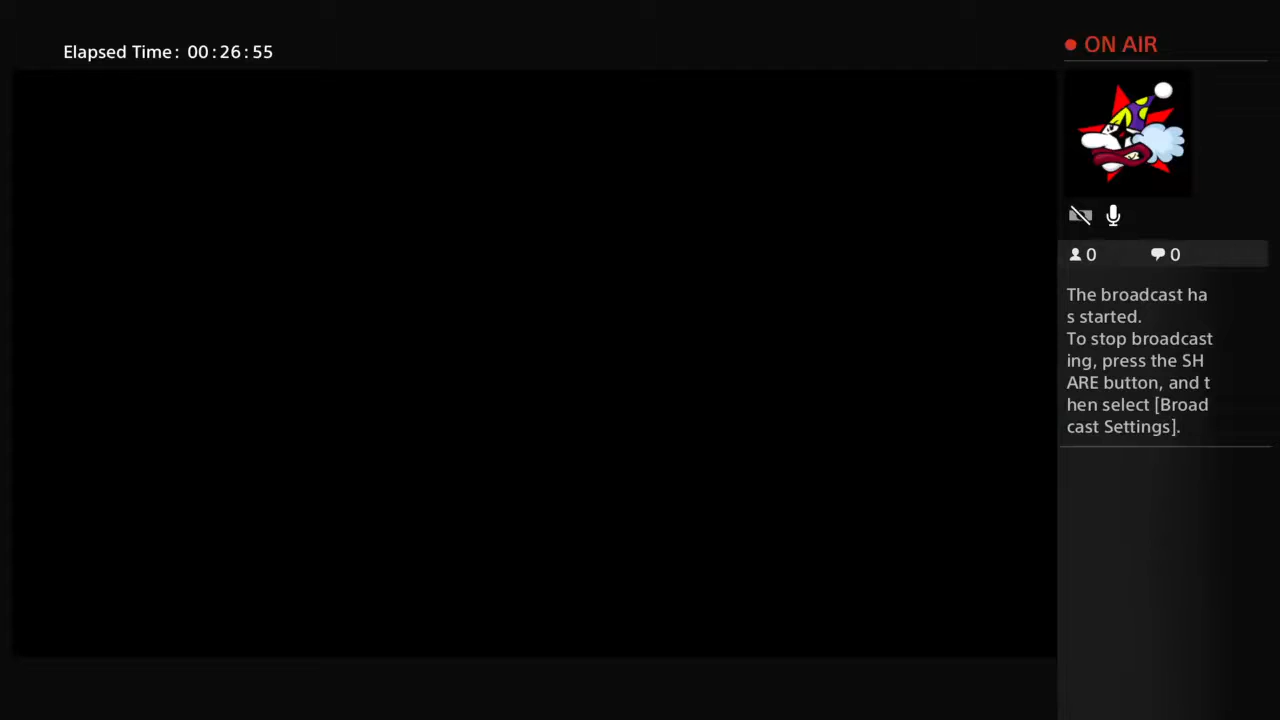 Elapsed Time: 00:26:55
ON AIR
0 0
The broadcast ha
s started.
To stop broadcast
ing, press the SH
ARE button, and t
hen select [Broad
cast Settings].